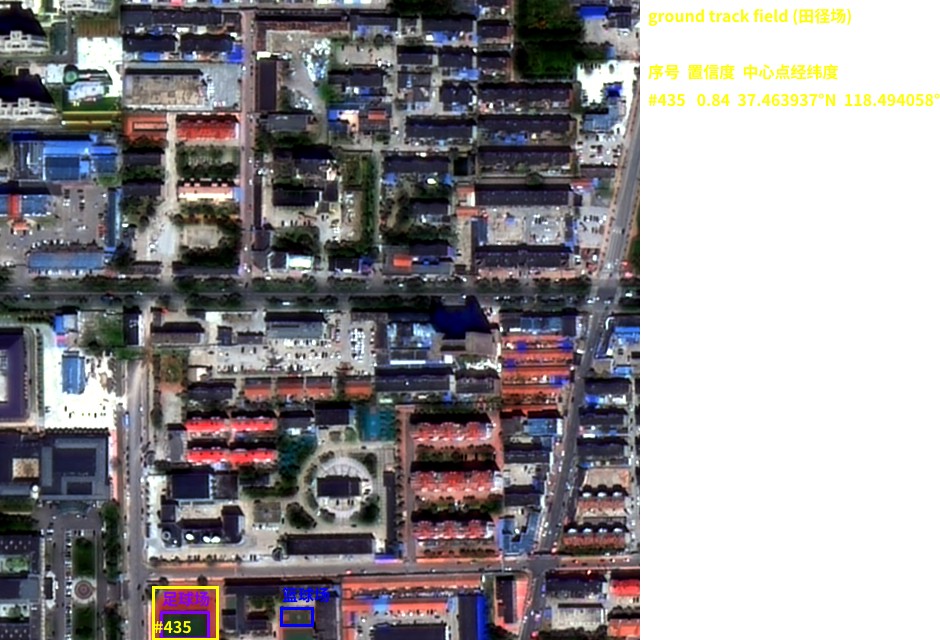 ground track field (田径场)
序号 置信度 中心点经纬度
#435 0.84 37.463937°N 118.494058°
足球场
篮球场
#435